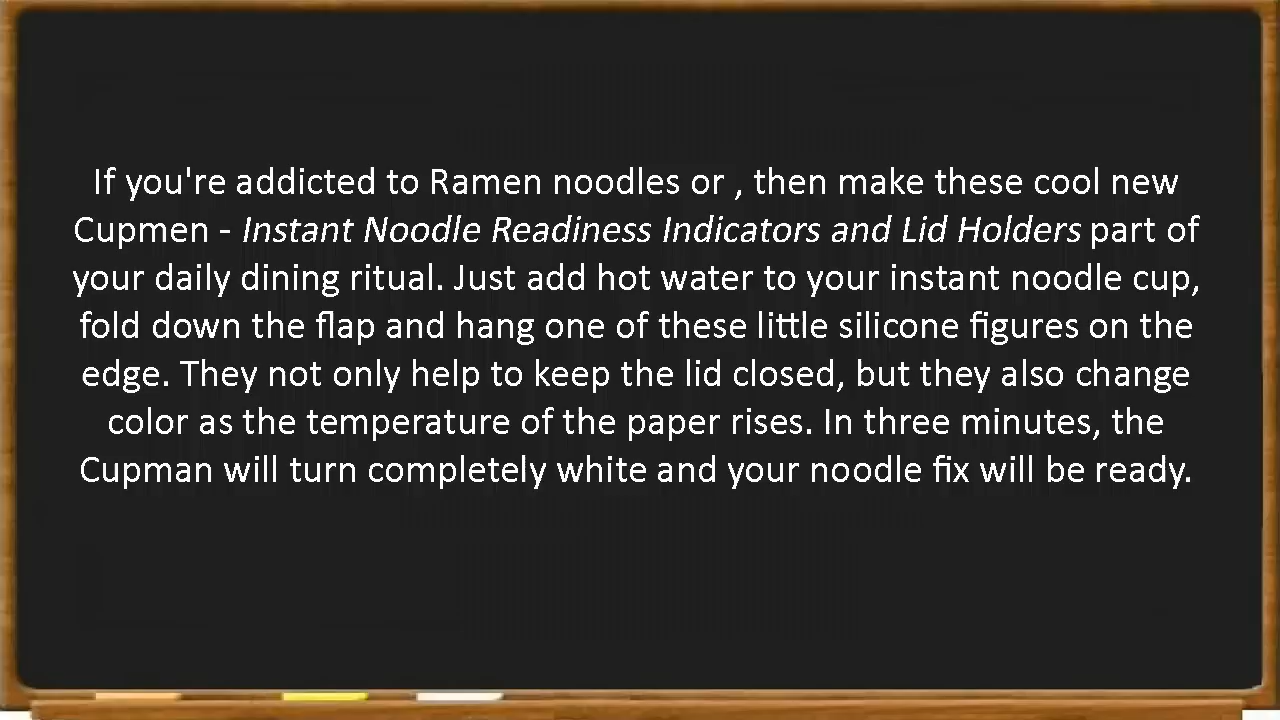 If you're addicted to Ramen noodles or , then make these cool new
Cupmen - Instant Noodle Readiness Indicators and Lid Holders part of
your daily dining ritual. Just add hot water to your instant noodle cup,
fold down the flap and hang one of these little silicone figures on the
edge. They not only help to keep the lid closed, but they also change
color as the temperature of the paper rises. In three minutes, the
Cupman will turn completely white and your noodle fix will be ready.